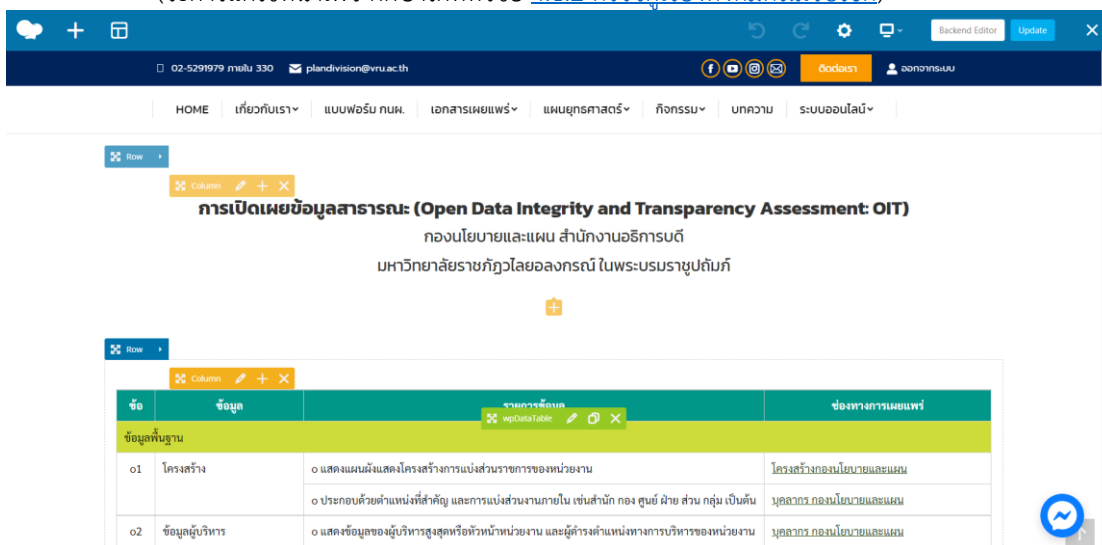 Backend Editor Update
02-5291979 ภายใน 330 plandivision@vru.ac.th ติดต่อเรา ออกจากระบบ
HOME เกี่ยวกับเรา แบบฟอร์ม กนผ. เอกสารเผยแพร่ แผนยุทธศาสตร์ กิจกรรม บทความ ระบบออนไลน์
Row
Column
การเปิดเผยข้อมูลสาธารณะ (Open Data Integrity and Transparency Assessment: OIT)
กองนโยบายและแผน สำนักงานอธิการบดี
มหาวิทยาลัยราชภัฏวไลยอลงกรณ์ ในพระบรมราชูปถัมภ์
Row
Column
ข้อ ข้อมูล รายการข้อมูล ช่องทางการเผยแพร่
wpDataTable
ข้อมูลพื้นฐาน
o1 โครงสร้าง o แสดงแผนผังแสดงโครงสร้างการแบ่งส่วนราชการของหน่วยงาน โครงสร้างกองนโยบายและแผน
o ประกอบด้วยตำแหน่งที่สำคัญ และการแบ่งส่วนงานภายใน เช่นสำนัก กอง ศูนย์ ฝ่าย ส่วน กลุ่ม เป็นต้น บุคลากร กองนโยบายและแผน
o2 ข้อมูลผู้บริหาร o แสดงข้อมูลของผู้บริหารสูงสุดหรือหัวหน้าหน่วยงาน และผู้ดำรงตำแหน่งทางการบริหารของหน่วยงาน บุคลากร กองนโยบายและแผน